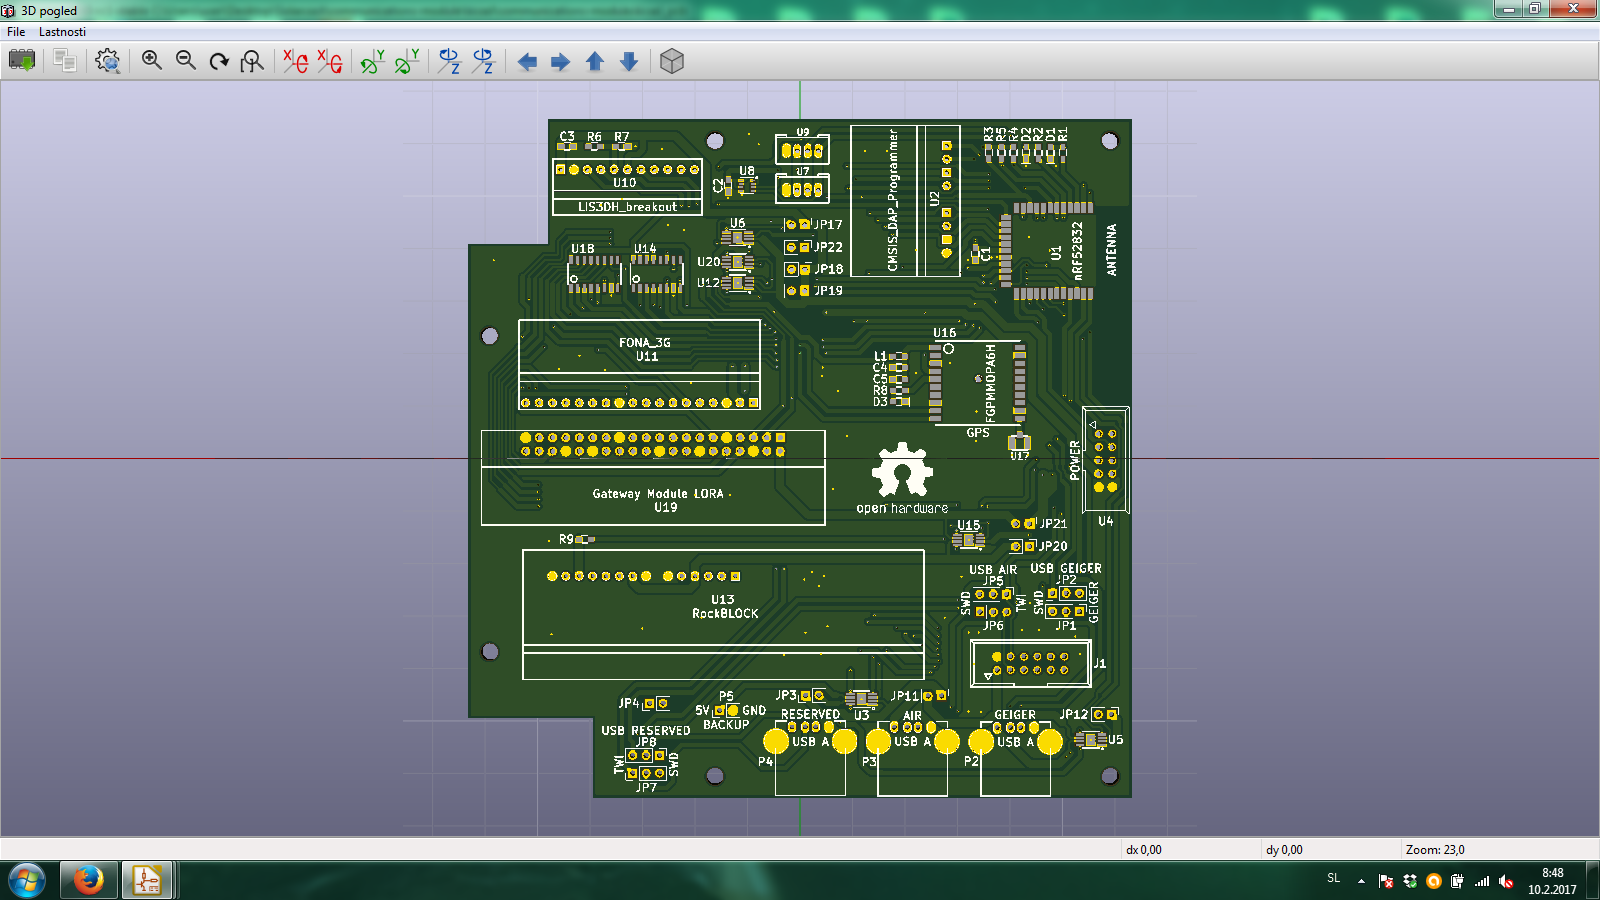 3D pogled
File Lastnosti
C3 R6 R7
U10
LIS3DH_breakout
C2
U8
U9
U7
CMSIS_DAP_Programmer
U2
R3
R5
R4
D2
R2
D1
R1
U6
U20
U12
JP17
JP22
JP18
JP19
C1
U1
nRF52832
ANTENNA
U18
U14
FONA_3G
U11
U16
L1
C4
C5
R8
D3
FGPMMOPA6H
GPS
U17
POWER
U4
Gateway Module LORA
U19
open hardware
R9
U15
JP21
JP20
U13
RockBLOCK
USB AIR
JP5
SWD
TWI
JP6
USB GEIGER
JP2
SWD
GEIGER
JP1
J1
JP4
P5
5V GND
BACKUP
JP3
U3
JP11
JP12
U5
USB RESERVED
JP8
TWI
SWD
JP7
RESERVED
USB A
P4
AIR
USB A
P3
GEIGER
USB A
P2
dx 0,00
dy 0,00
Zoom: 23,0
SL
8:48
10.2.2017